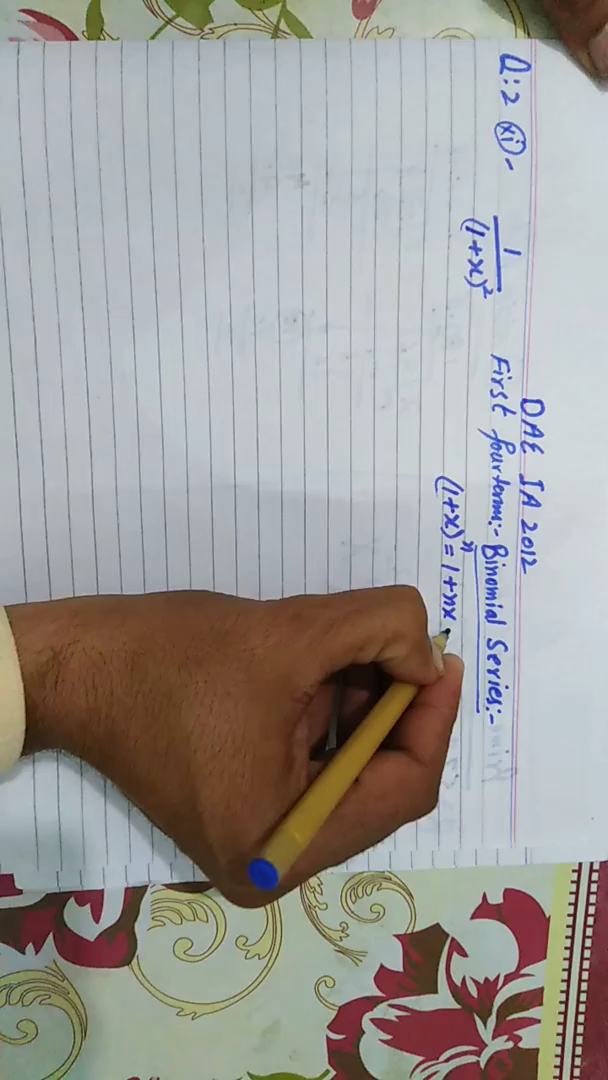 DAE IA 2012
Q:2 (xi)- 1/(1+x)² First four terms:- Binomial Series:-
(1+x)ⁿ = 1+nx